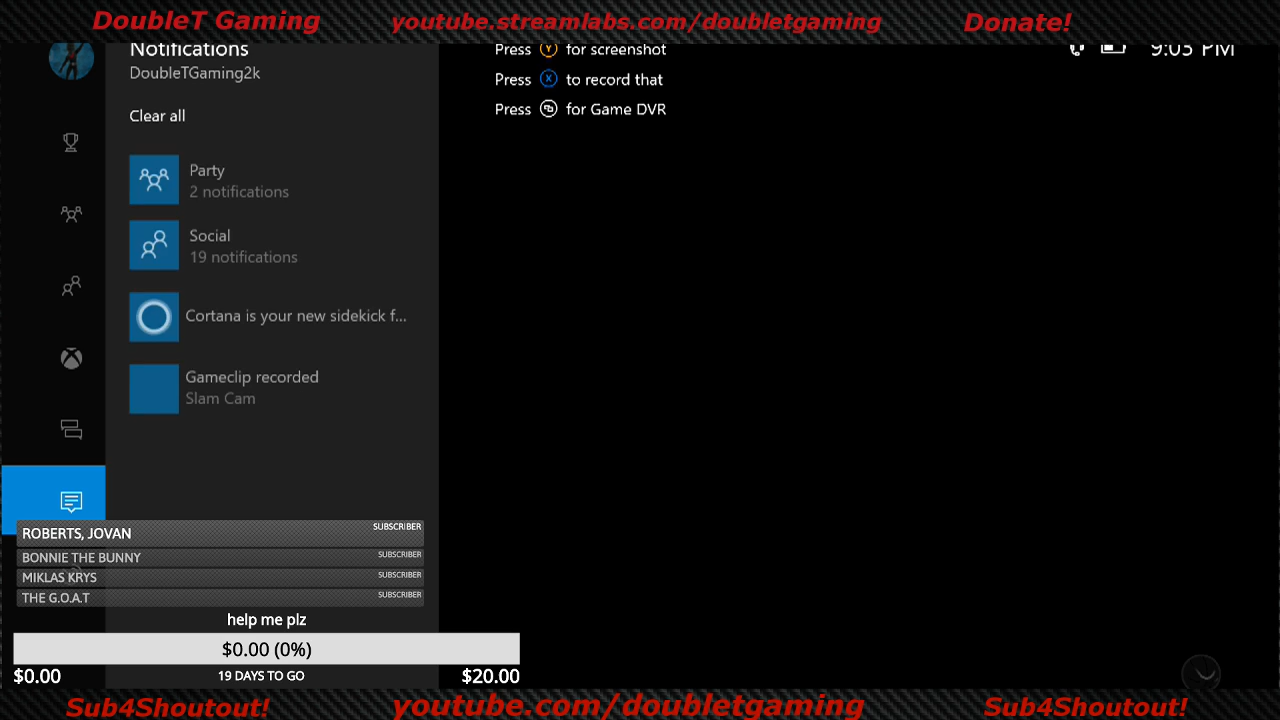 DoubleT Gaming
youtube.streamlabs.com/doubletgaming
Donate!
Notifications
DoubleTGaming2k
Clear all
Party
2 notifications
Social
19 notifications
Cortana is your new sidekick f...
Gameclip recorded
Slam Cam
Press Y for screenshot
Press X to record that
Press for Game DVR
9:03 PM
ROBERTS, JOVAN SUBSCRIBER
BONNIE THE BUNNY SUBSCRIBER
MIKLAS KRYS SUBSCRIBER
THE G.O.A.T SUBSCRIBER
help me plz
$0.00 (0%)
$0.00 19 DAYS TO GO $20.00
Sub4Shoutout!
youtube.com/doubletgaming
Sub4Shoutout!